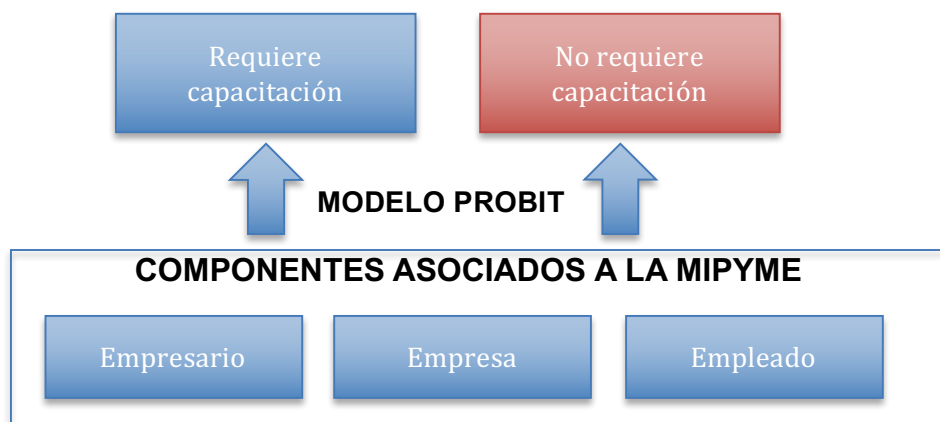 Requiere
capacitación
No requiere
capacitación
MODELO PROBIT
COMPONENTES ASOCIADOS A LA MIPYME
Empresario
Empresa
Empleado